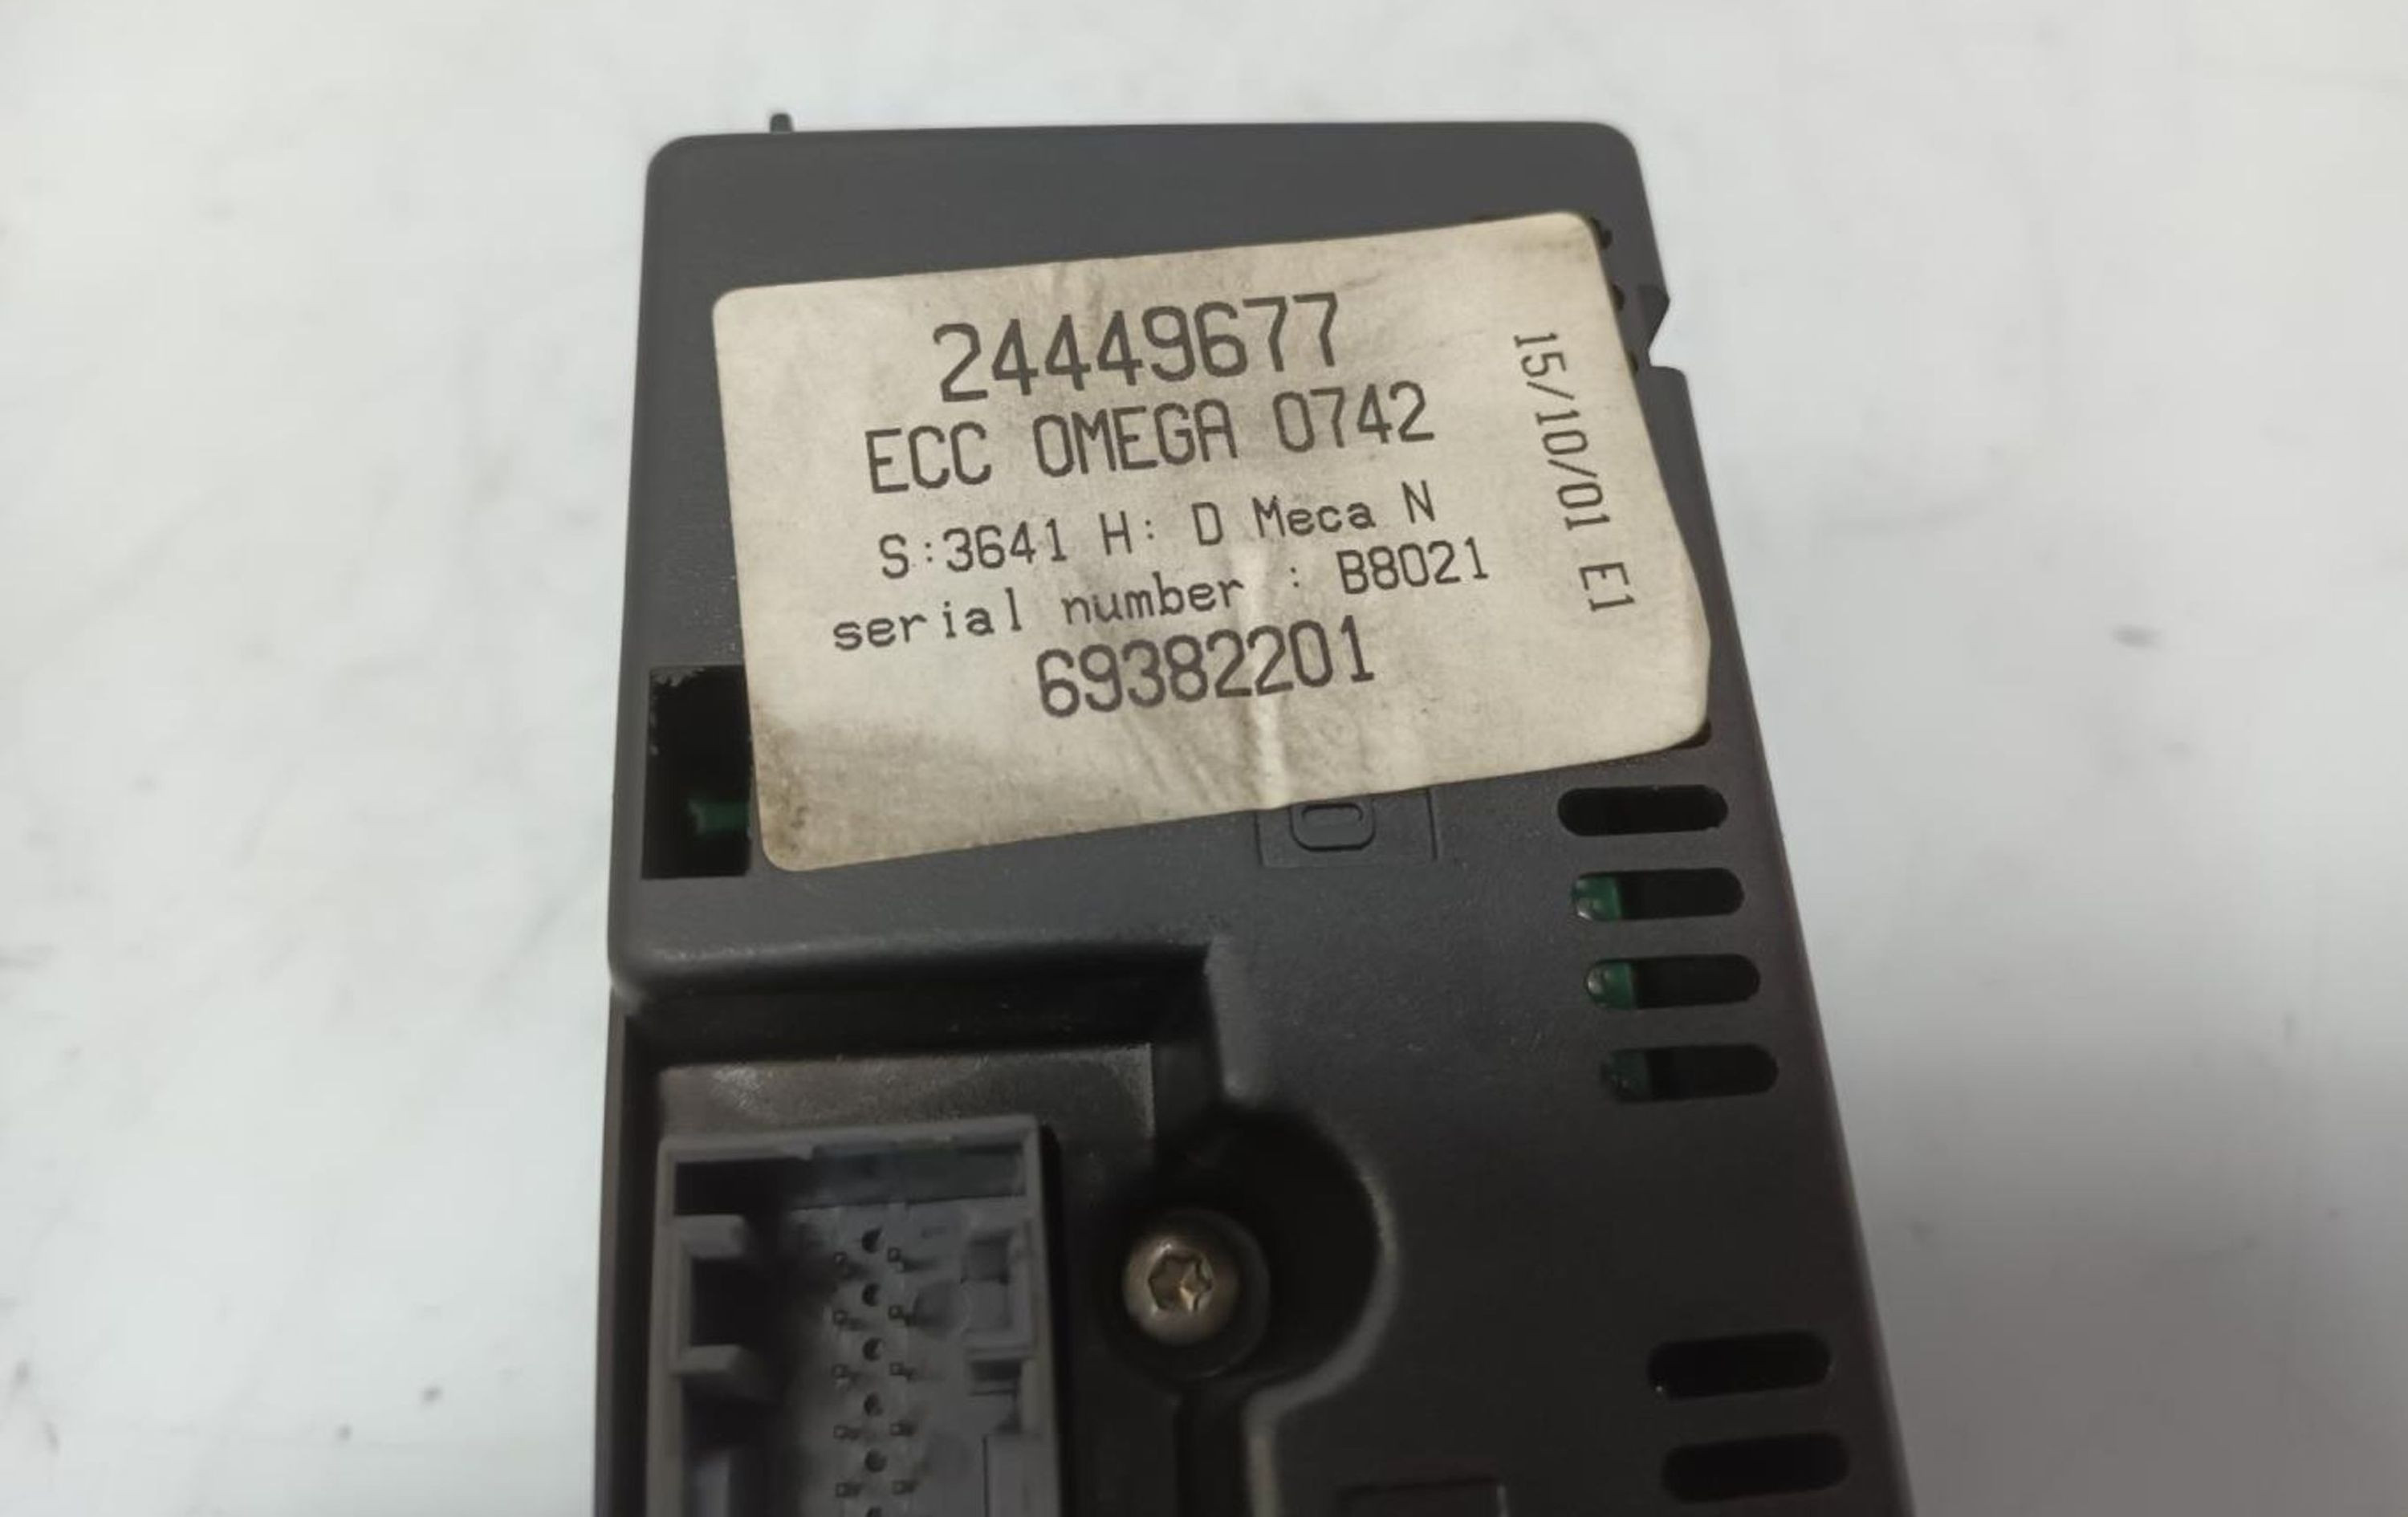 24449677
ECC OMEGA 0742
S:3641 H: D Meca N
serial number : B8021
69382201
15/10/01 E1